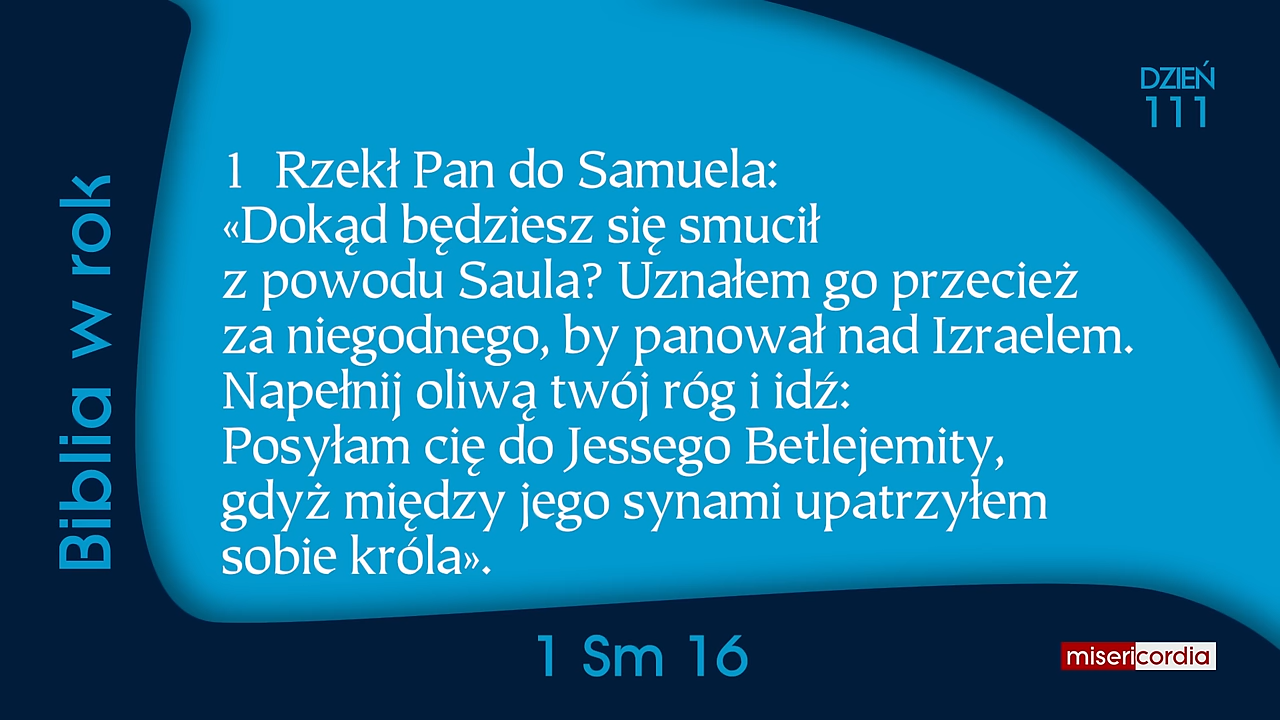 DZIEŃ
111
Biblia w rok
1 Rzekł Pan do Samuela:
«Dokąd będziesz się smucił
z powodu Saula? Uznałem go przecież
za niegodnego, by panował nad Izraelem.
Napełnij oliwą twój róg i idź:
Posyłam cię do Jessego Betlejemity,
gdyż między jego synami upatrzyłem
sobie króla».
1 Sm 16
misericordia